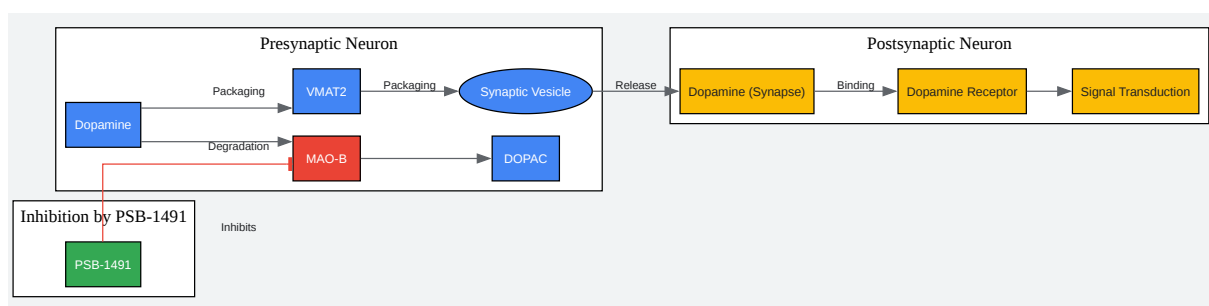 Presynaptic Neuron
Postsynaptic Neuron
Packaging
VMAT2
Packaging
Synaptic Vesicle
Release
Dopamine (Synapse)
Binding
Dopamine Receptor
Signal Transduction
Dopamine
Degradation
MAO-B
DOPAC
Inhibition by PSB-1491
Inhibits
PSB-1491